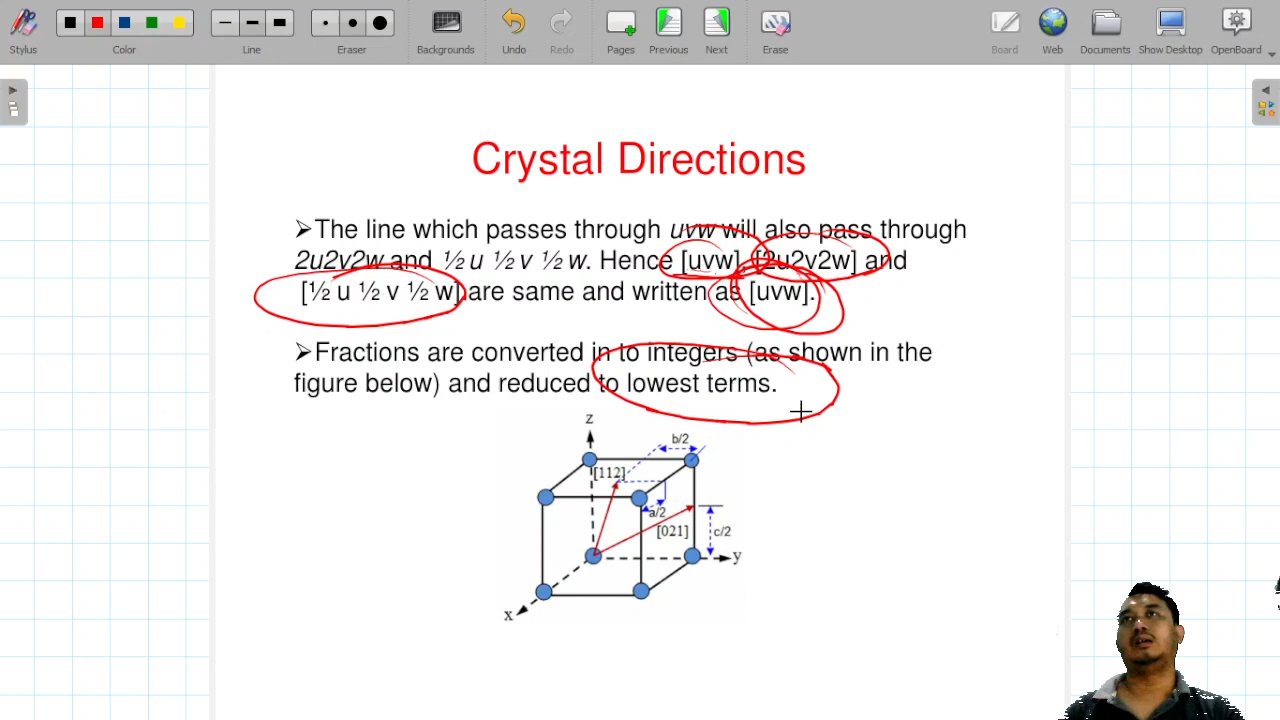 Stylus
Color
Line
Eraser
Backgrounds
Undo
Redo
Pages
Previous
Next
Erase
Board
Web
Documents
Show Desktop
OpenBoard
Crystal Directions
➢The line which passes through uvw will also pass through
2u2v2w and ½ u ½ v ½ w. Hence [uvw], [2u2v2w] and
[½ u ½ v ½ w] are same and written as [uvw].
➢Fractions are converted in to integers (as shown in the
figure below) and reduced to lowest terms.
z
b/2
[112]
a/2
[021]
c/2
y
x